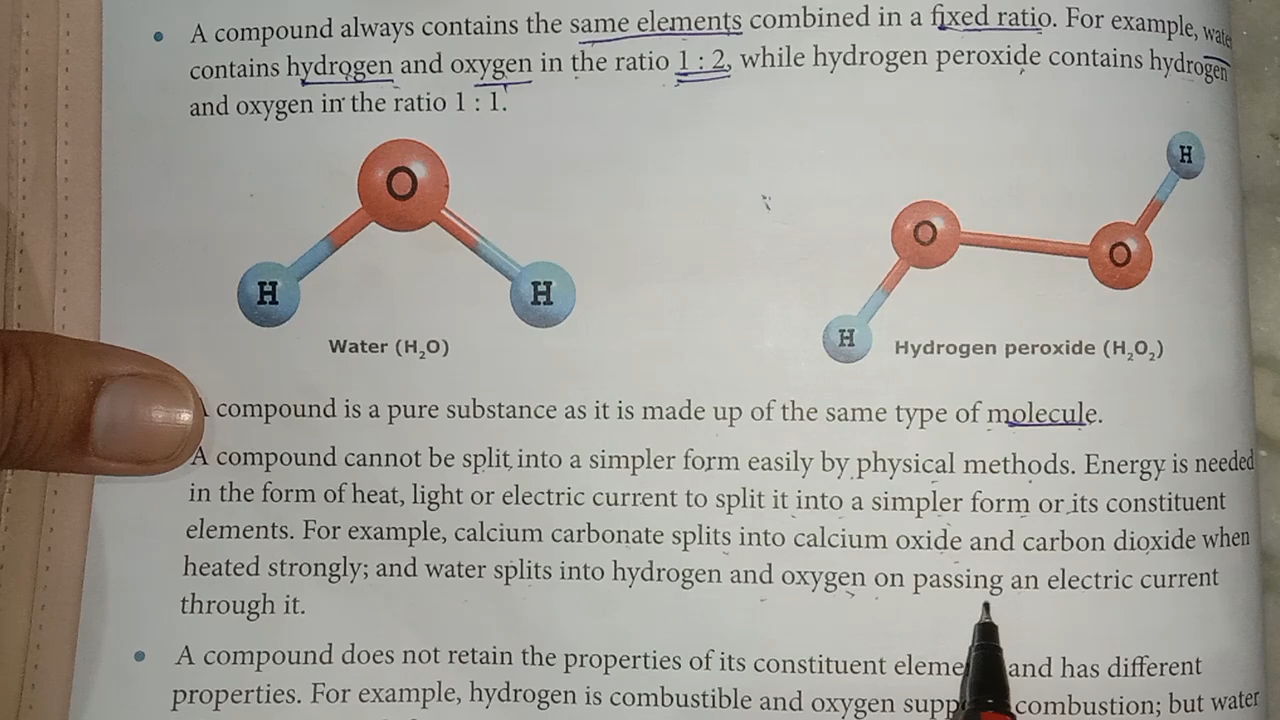 • A compound always contains the same elements combined in a fixed ratio. For example, water
contains hydrogen and oxygen in the ratio 1 : 2, while hydrogen peroxide contains hydrogen
and oxygen in the ratio 1 : 1.
O
H
H
Water (H₂O)
H
O
O
H
Hydrogen peroxide (H₂O₂)
A compound is a pure substance as it is made up of the same type of molecule.
A compound cannot be split into a simpler form easily by physical methods. Energy is needed
in the form of heat, light or electric current to split it into a simpler form or its constituent
elements. For example, calcium carbonate splits into calcium oxide and carbon dioxide when
heated strongly; and water splits into hydrogen and oxygen on passing an electric current
through it.
• A compound does not retain the properties of its constituent eleme and has different
properties. For example, hydrogen is combustible and oxygen supp combustion; but water